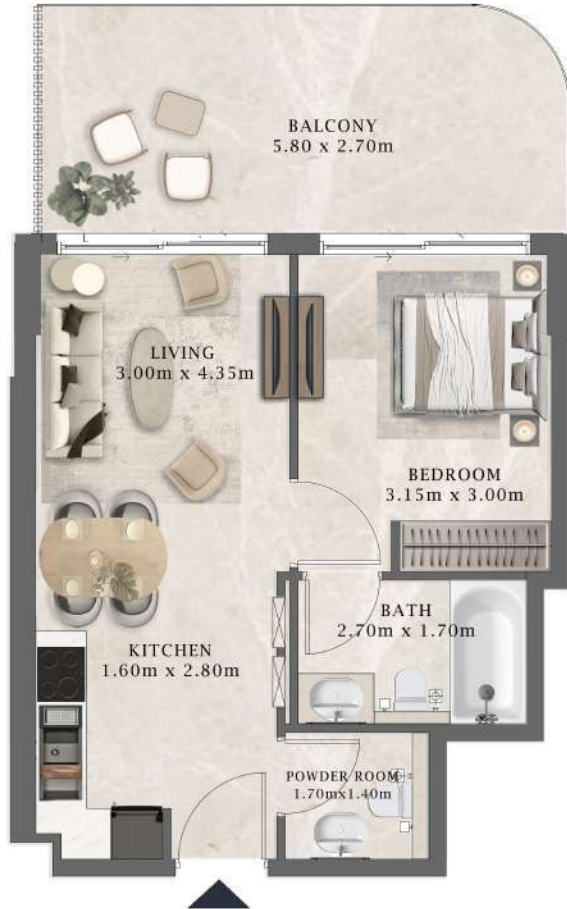 BALCONY
5.80 x 2.70m
LIVING
3.00m x 4.35m
BEDROOM
3.15m x 3.00m
BATH
2.70m x 1.70m
KITCHEN
1.60m x 2.80m
POWDER ROOM
1.70mx1.40m